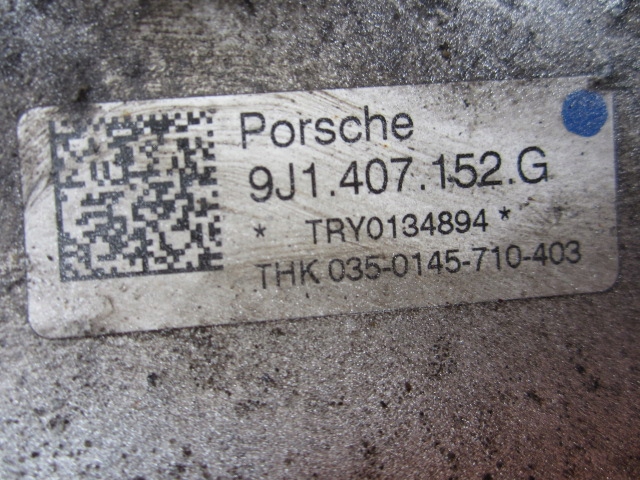 Porsche
9J1.407.152.G
* TRY0134894 *
THK 035-0145-710-403